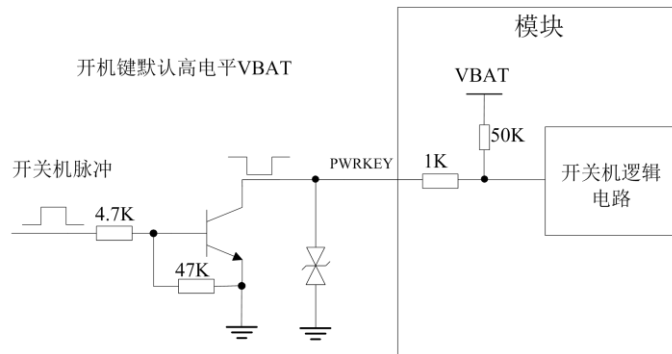 模块
开机键默认高电平VBAT
VBAT
50K
PWRKEY
1K
开关机脉冲
开关机逻辑
电路
4.7K
47K